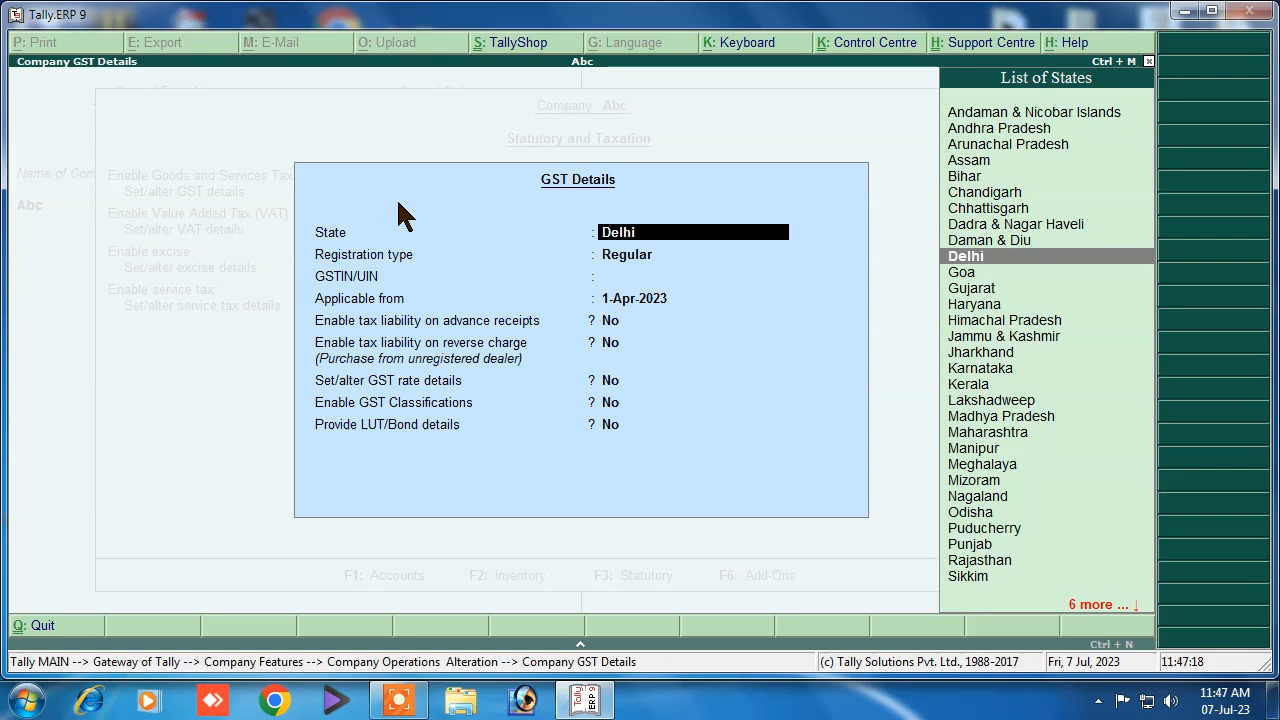 Tally.ERP 9
P: Print
E: Export
M: E-Mail
O: Upload
S: TallyShop
G: Language
K: Keyboard
K: Control Centre
H: Support Centre
H: Help
Company GST Details
Abc
Ctrl + M
Company: Abc
Statutory and Taxation
Name of Com
Abc
Enable Goods and Services Tax
Set/alter GST details
Enable Value Added Tax (VAT)
Set/alter VAT details
Enable excise
Set/alter excise details
Enable service tax
Set/alter service tax details
GST Details
State : Delhi
Registration type : Regular
GSTIN/UIN :
Applicable from : 1-Apr-2023
Enable tax liability on advance receipts ? No
Enable tax liability on reverse charge ? No
(Purchase from unregistered dealer)
Set/alter GST rate details ? No
Enable GST Classifications ? No
Provide LUT/Bond details ? No
F1: Accounts
F2: Inventory
F3: Statutory
F6: Add-Ons
List of States
Andaman & Nicobar Islands
Andhra Pradesh
Arunachal Pradesh
Assam
Bihar
Chandigarh
Chhattisgarh
Dadra & Nagar Haveli
Daman & Diu
Delhi
Goa
Gujarat
Haryana
Himachal Pradesh
Jammu & Kashmir
Jharkhand
Karnataka
Kerala
Lakshadweep
Madhya Pradesh
Maharashtra
Manipur
Meghalaya
Mizoram
Nagaland
Odisha
Puducherry
Punjab
Rajasthan
Sikkim
6 more ... ↓
Q: Quit
Ctrl + N
Tally MAIN --> Gateway of Tally --> Company Features --> Company Operations Alteration --> Company GST Details
(c) Tally Solutions Pvt. Ltd., 1988-2017
Fri, 7 Jul, 2023
11:47:18
11:47 AM
07-Jul-23